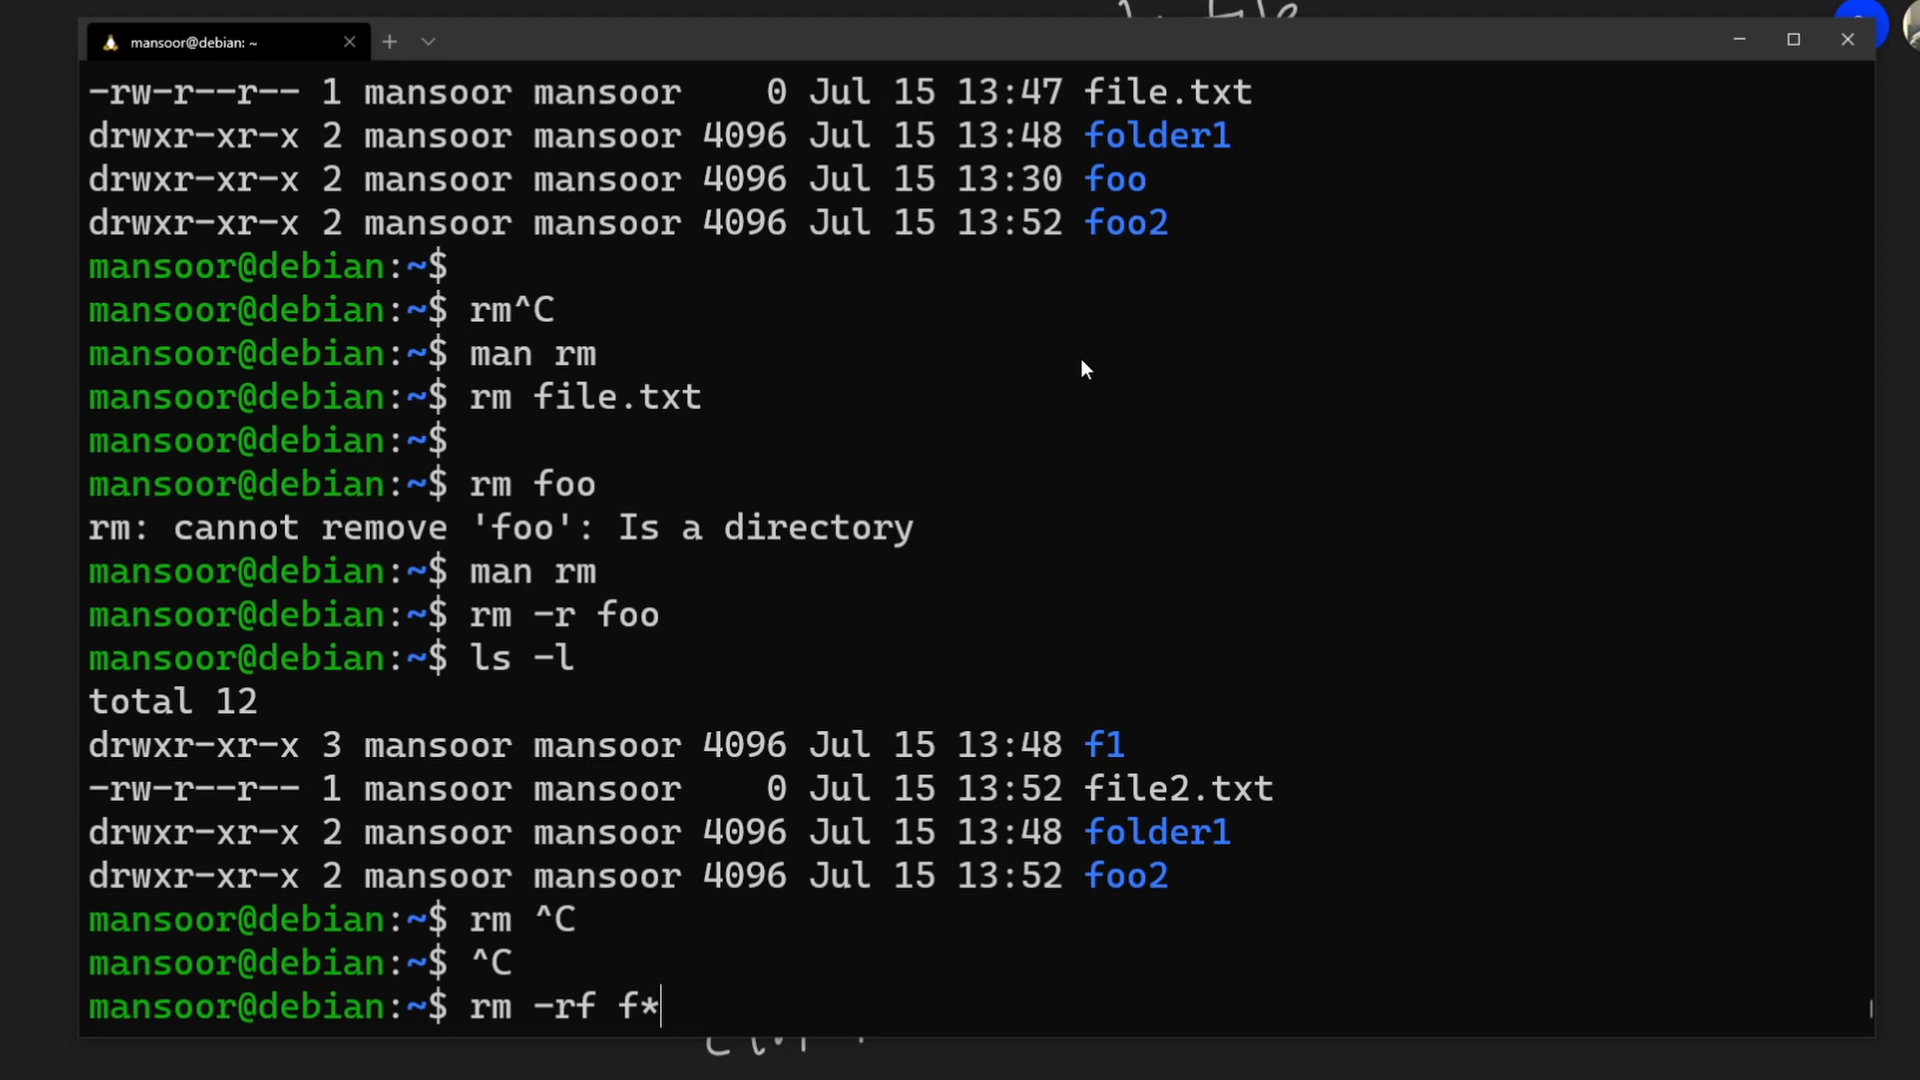 mansoor@debian: ~
-rw-r--r-- 1 mansoor mansoor    0 Jul 15 13:47 file.txt
drwxr-xr-x 2 mansoor mansoor 4096 Jul 15 13:48 folder1
drwxr-xr-x 2 mansoor mansoor 4096 Jul 15 13:30 foo
drwxr-xr-x 2 mansoor mansoor 4096 Jul 15 13:52 foo2
mansoor@debian:~$
mansoor@debian:~$ rm^C
mansoor@debian:~$ man rm
mansoor@debian:~$ rm file.txt
mansoor@debian:~$
mansoor@debian:~$ rm foo
rm: cannot remove 'foo': Is a directory
mansoor@debian:~$ man rm
mansoor@debian:~$ rm -r foo
mansoor@debian:~$ ls -l
total 12
drwxr-xr-x 3 mansoor mansoor 4096 Jul 15 13:48 f1
-rw-r--r-- 1 mansoor mansoor    0 Jul 15 13:52 file2.txt
drwxr-xr-x 2 mansoor mansoor 4096 Jul 15 13:48 folder1
drwxr-xr-x 2 mansoor mansoor 4096 Jul 15 13:52 foo2
mansoor@debian:~$ rm ^C
mansoor@debian:~$ ^C
mansoor@debian:~$ rm -rf f*